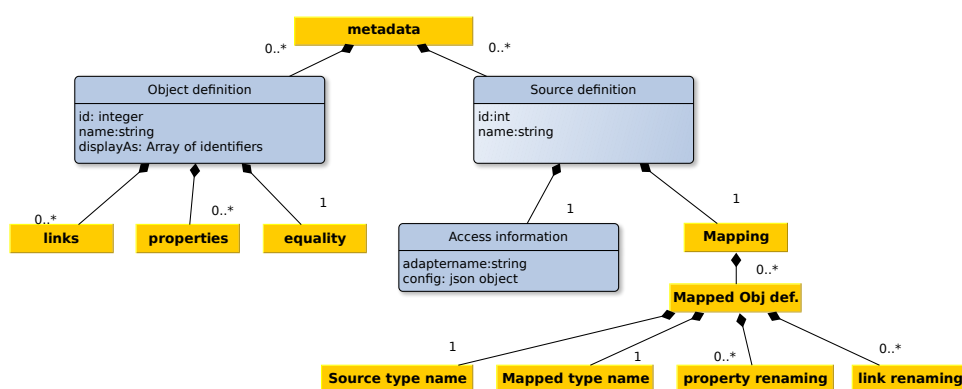 metadata
0..*
0..*
Object definition
id: integer
name:string
displayAs: Array of identifiers
Source definition
id:int
name:string
0..*
0..*
1
1
1
links
properties
equality
Access information
adaptername:string
config: json object
Mapping
0..*
Mapped Obj def.
1
1
0..*
0..*
Source type name
Mapped type name
property renaming
link renaming